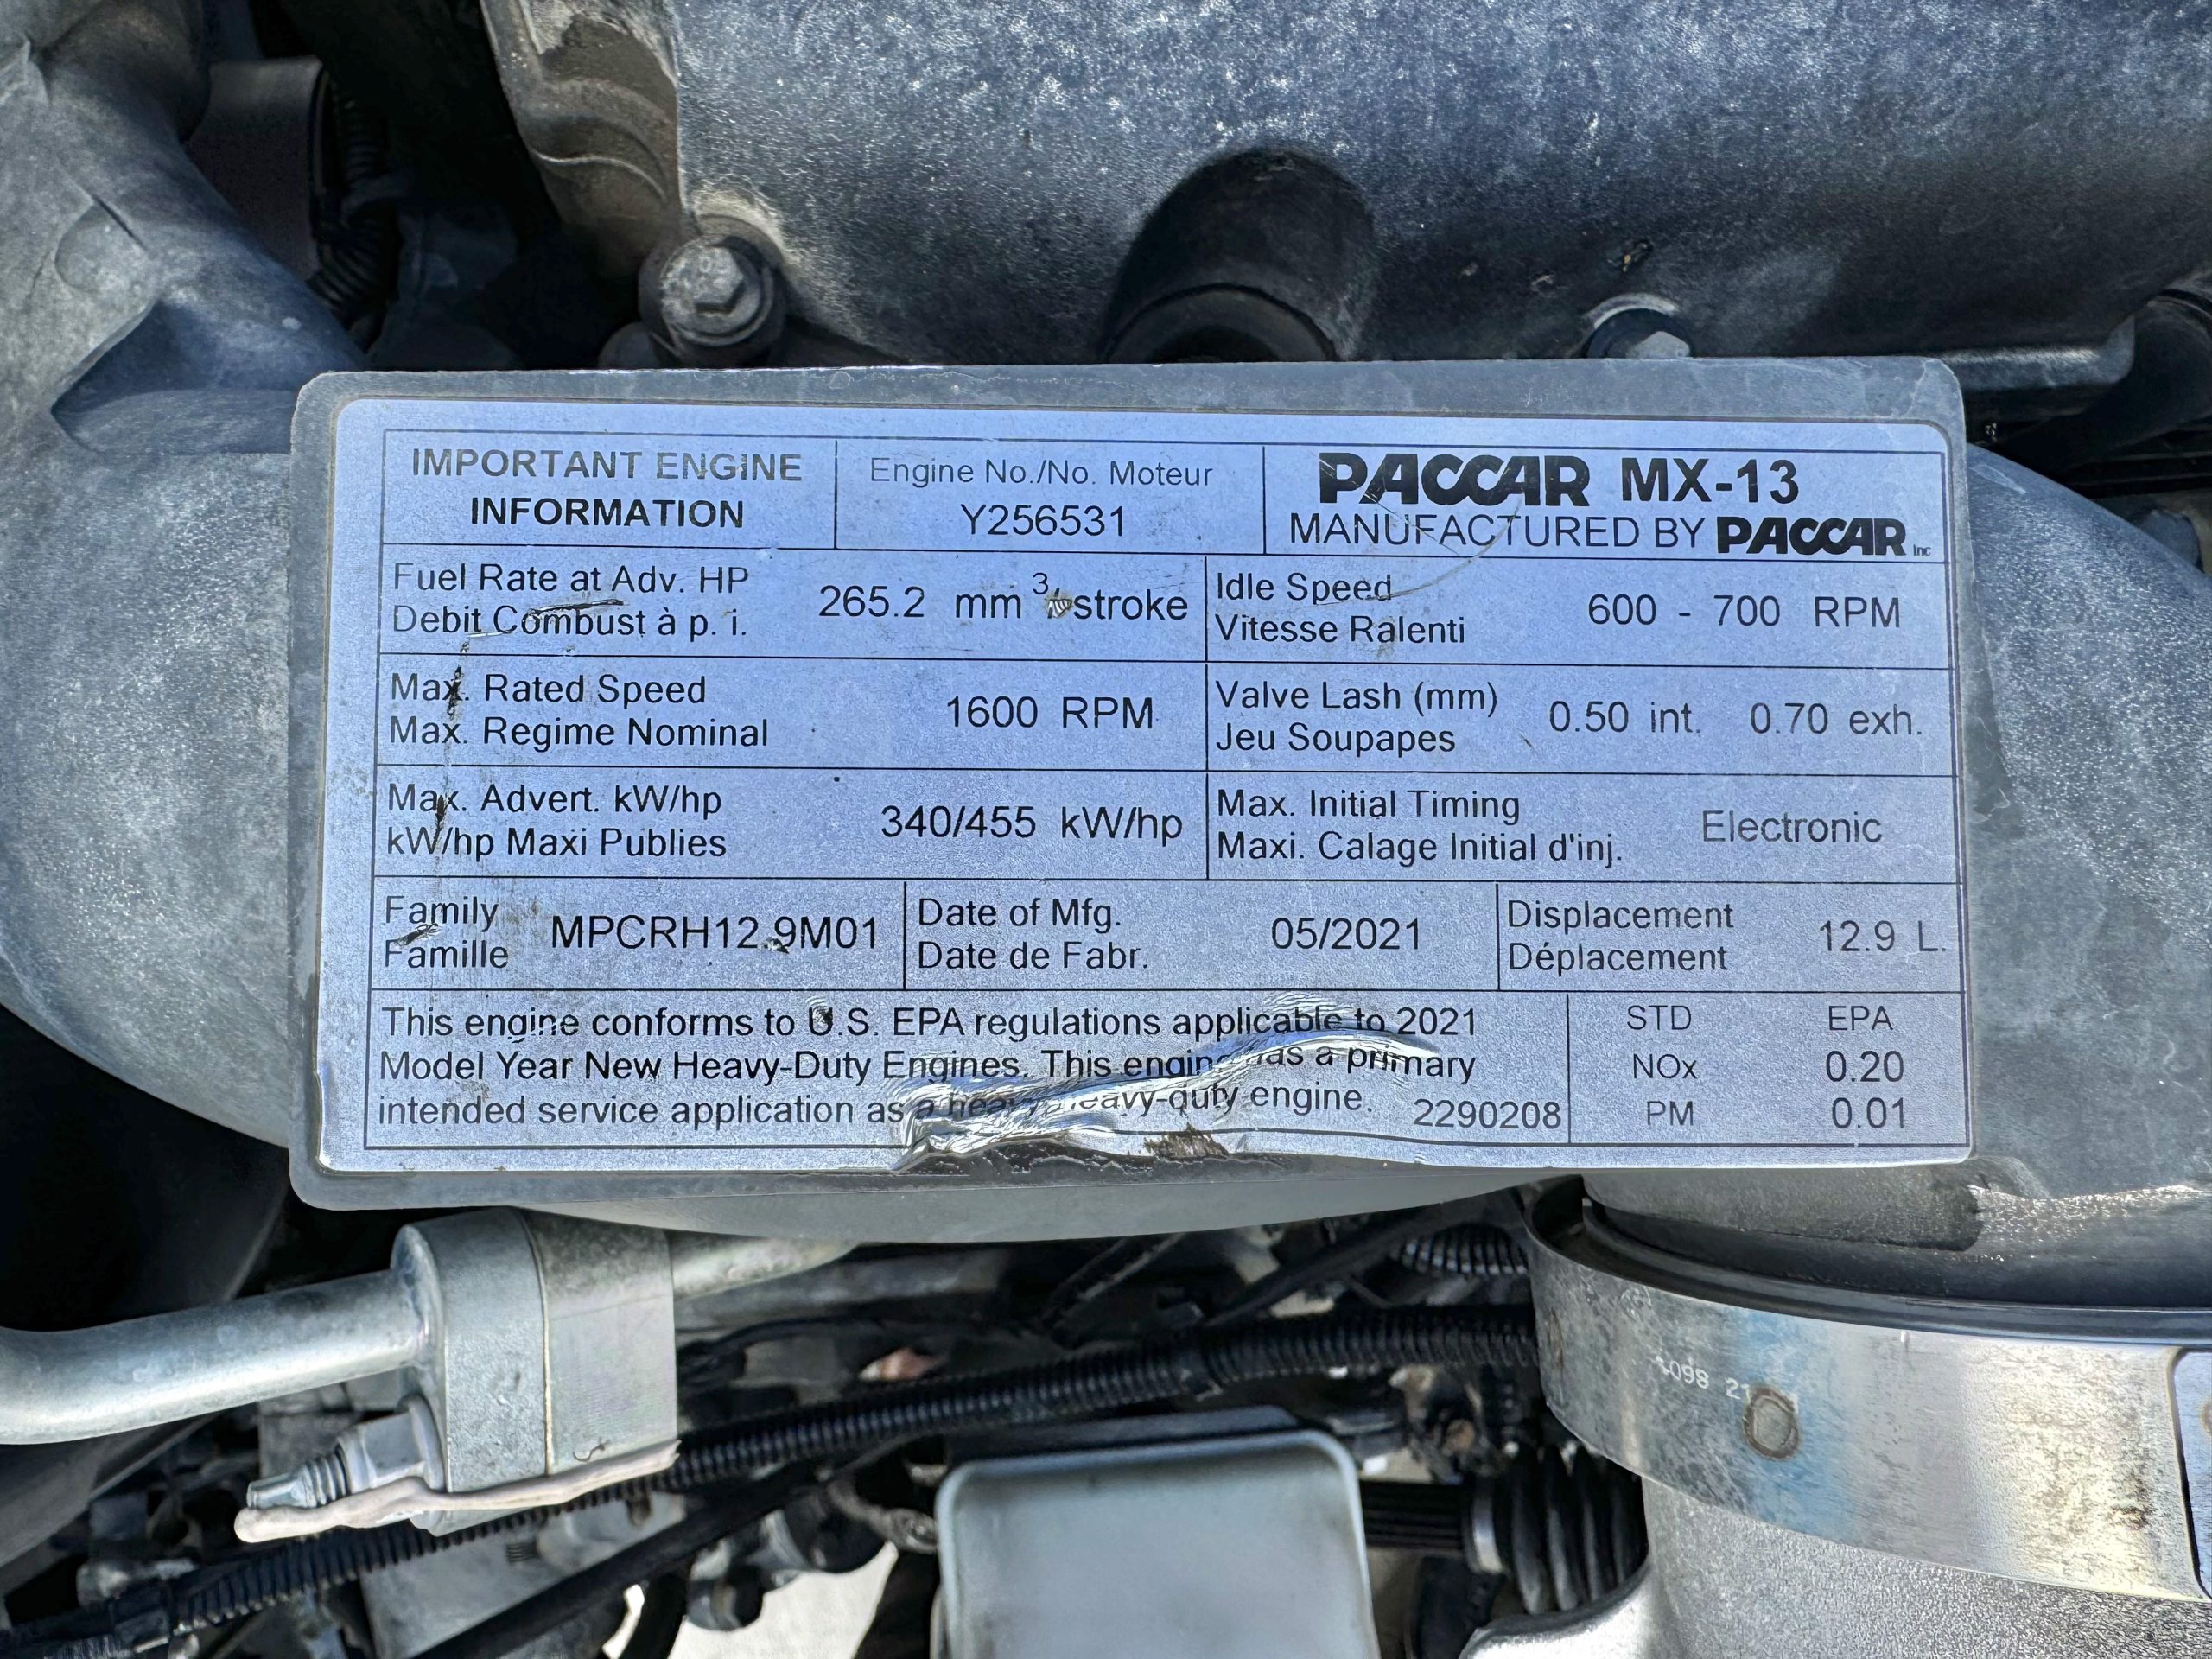 IMPORTANT ENGINE
INFORMATION
Engine No./No. Moteur
Y256531
PACCAR MX-13
MANUFACTURED BY PACCAR Inc
Fuel Rate at Adv. HP
Debit Combust à p. i.
265.2 mm³/stroke
Idle Speed
Vitesse Ralenti
600 - 700 RPM
Max. Rated Speed
Max. Regime Nominal
1600 RPM
Valve Lash (mm)
Jeu Soupapes
0.50 int. 0.70 exh.
Max. Advert. kW/hp
kW/hp Maxi Publies
340/455 kW/hp
Max. Initial Timing
Maxi. Calage Initial d'inj.
Electronic
Family
Famille
MPCRH12.9M01
Date of Mfg.
Date de Fabr.
05/2021
Displacement
Déplacement
12.9 L.
This engine conforms to U.S. EPA regulations applicable to 2021
Model Year New Heavy-Duty Engines. This engine has a primary
intended service application as a heavy-duty engine.
2290208
STD EPA
NOx 0.20
PM 0.01